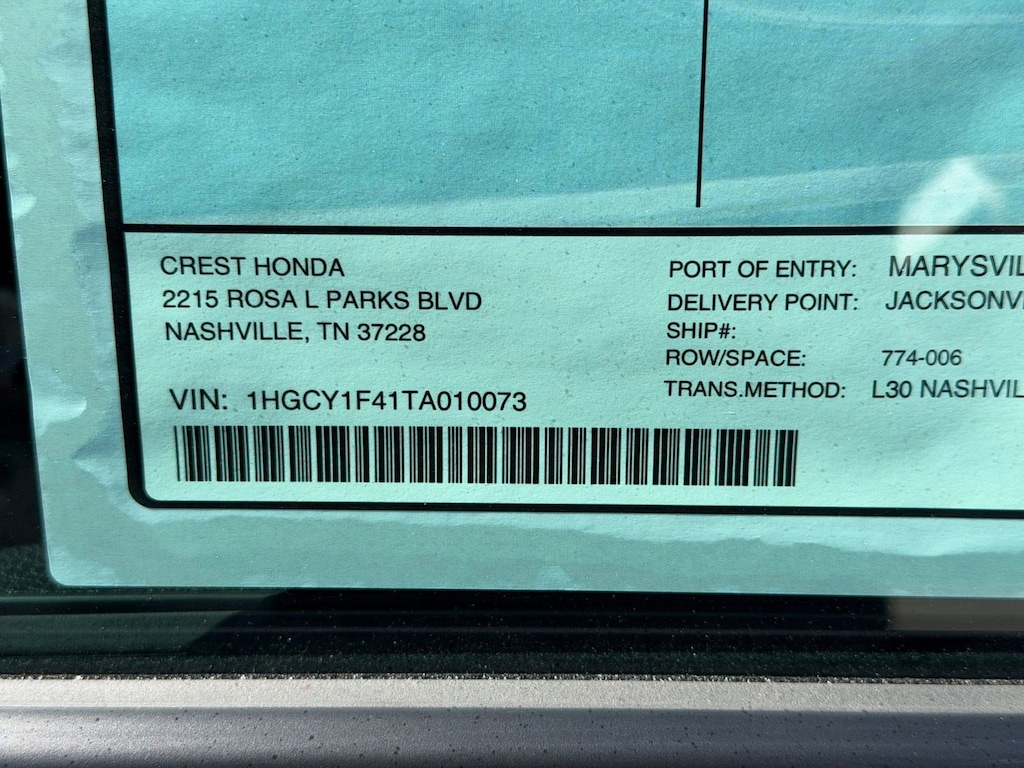 CREST HONDA
2215 ROSA L PARKS BLVD
NASHVILLE, TN 37228
VIN: 1HGCY1F41TA010073
PORT OF ENTRY: MARYSVIL
DELIVERY POINT: JACKSONVI
SHIP#:
ROW/SPACE: 774-006
TRANS.METHOD: L30 NASHVIL